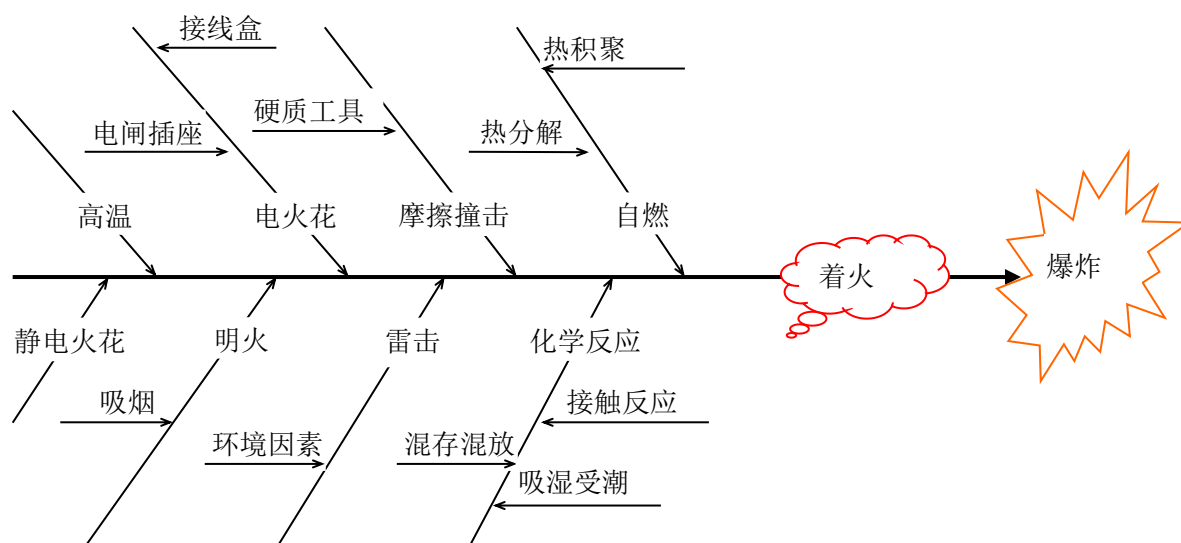 接线盒
热积聚
硬质工具
电闸插座
热分解
高温
电火花
摩擦撞击
自燃
着火
爆炸
静电火花
明火
雷击
化学反应
吸烟
接触反应
环境因素
混存混放
吸湿受潮